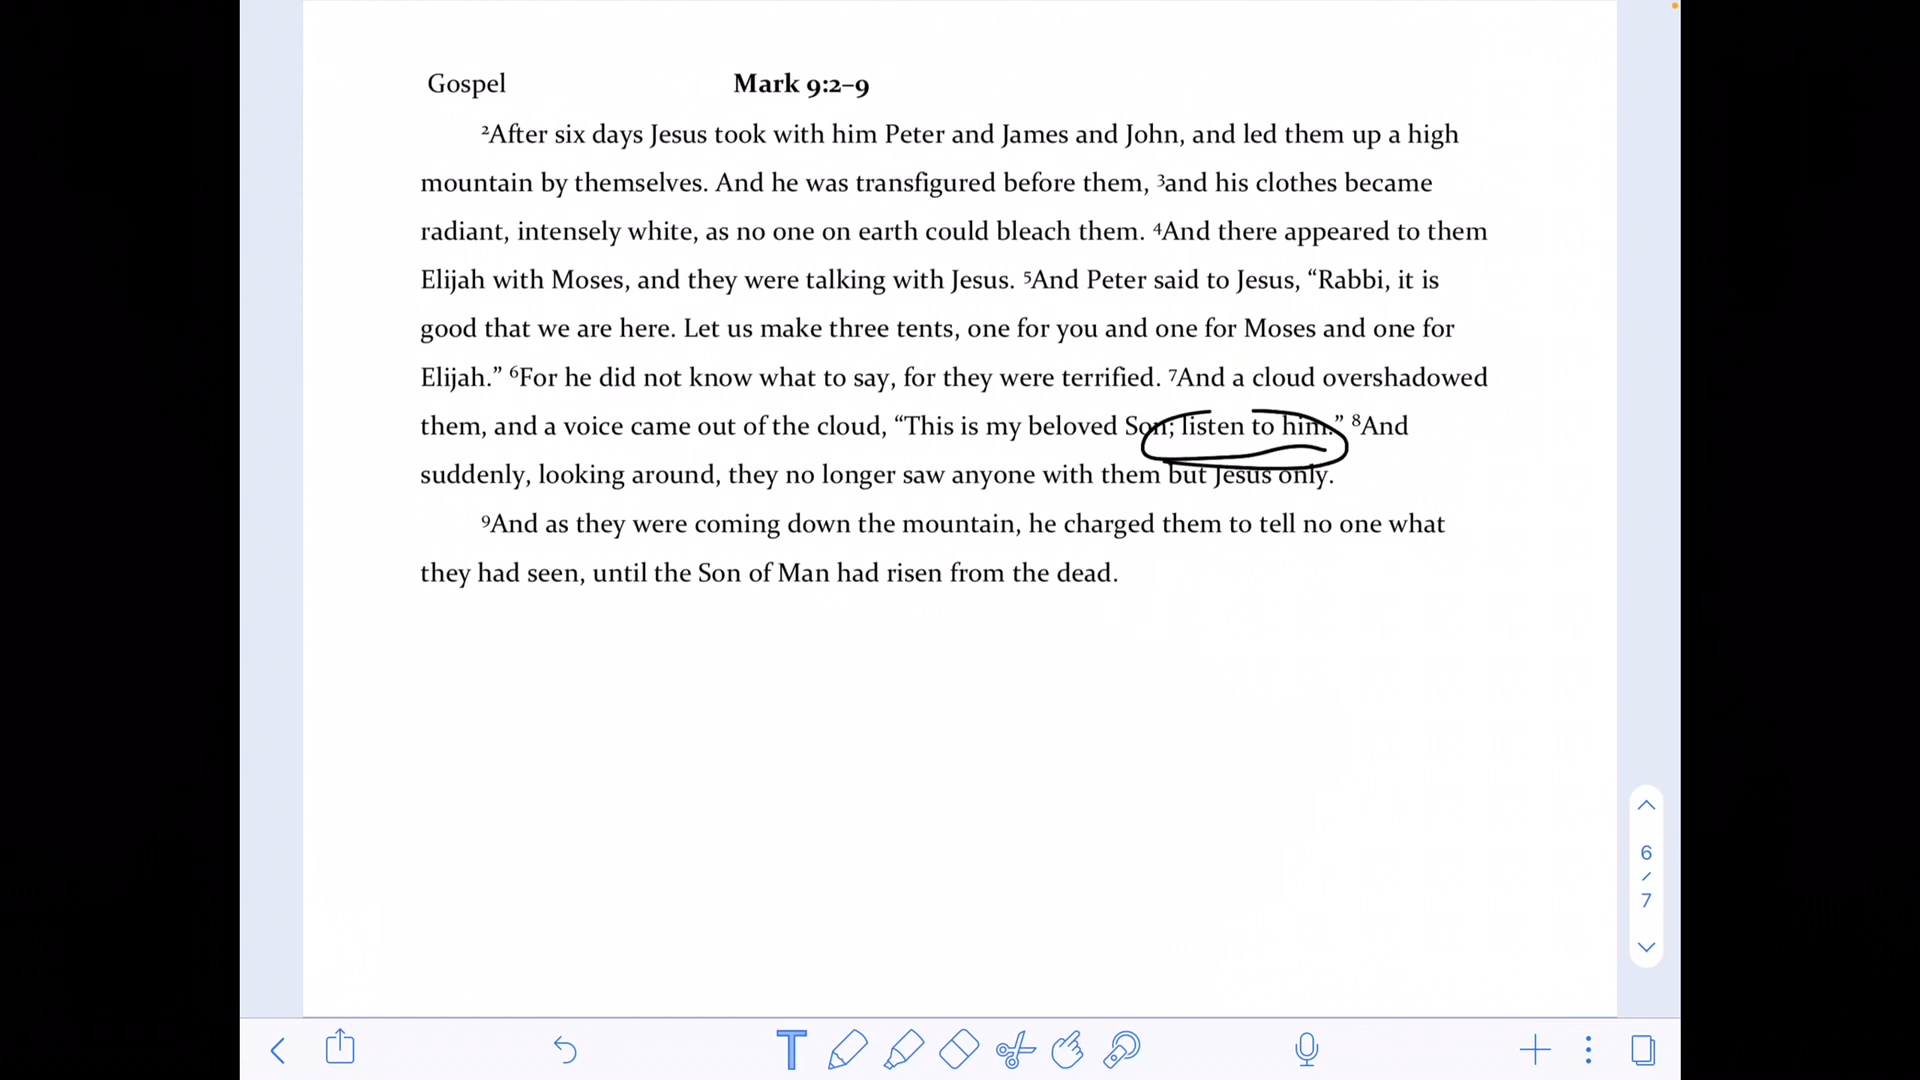 Gospel Mark 9:2–9
²After six days Jesus took with him Peter and James and John, and led them up a high
mountain by themselves. And he was transfigured before them, ³and his clothes became
radiant, intensely white, as no one on earth could bleach them. ⁴And there appeared to them
Elijah with Moses, and they were talking with Jesus. ⁵And Peter said to Jesus, “Rabbi, it is
good that we are here. Let us make three tents, one for you and one for Moses and one for
Elijah.” ⁶For he did not know what to say, for they were terrified. ⁷And a cloud overshadowed
them, and a voice came out of the cloud, “This is my beloved Son; listen to him.” ⁸And
suddenly, looking around, they no longer saw anyone with them but Jesus only.
⁹And as they were coming down the mountain, he charged them to tell no one what
they had seen, until the Son of Man had risen from the dead.
6
/
7
T